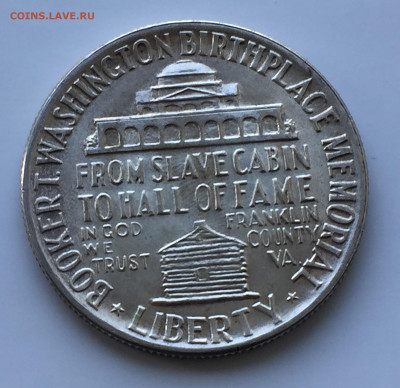 COINS.LAVE.RU
BOOKER T. WASHINGTON BIRTHPLACE MEMORIAL
FROM SLAVE CABIN
TO HALL OF FAME
IN GOD
WE
TRUST
FRANKLIN
COUNTY
VA.
LIBERTY